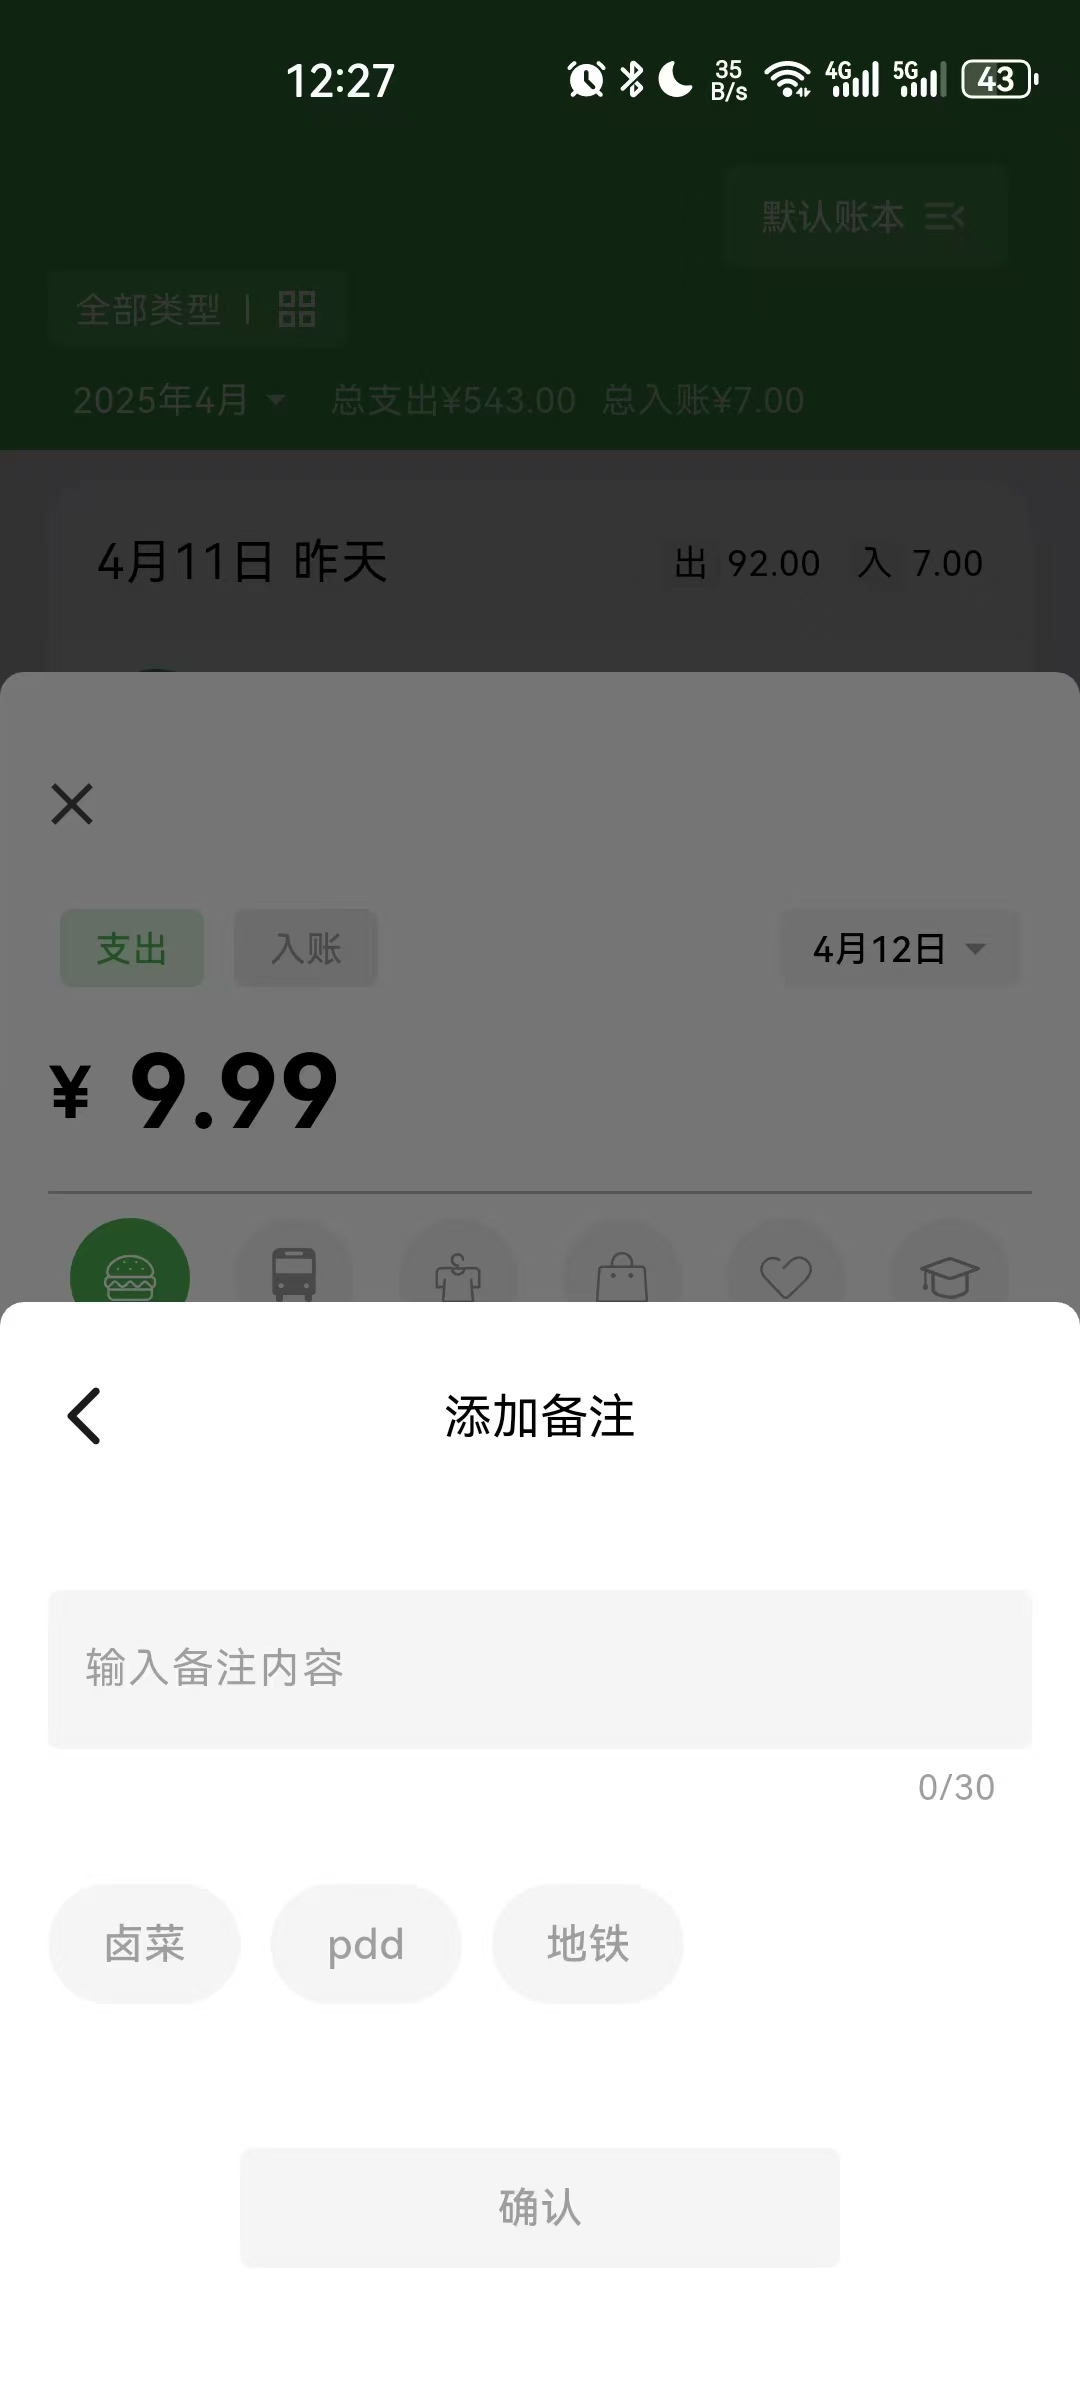 12:27 35 B/s 4G 5G 43
默认账本
全部类型
2025年4月 总支出¥543.00 总入账¥7.00
4月11日 昨天 出 92.00 入 7.00
支出 入账 4月12日
¥ 9.99
添加备注
输入备注内容
0/30
卤菜 pdd 地铁
确认